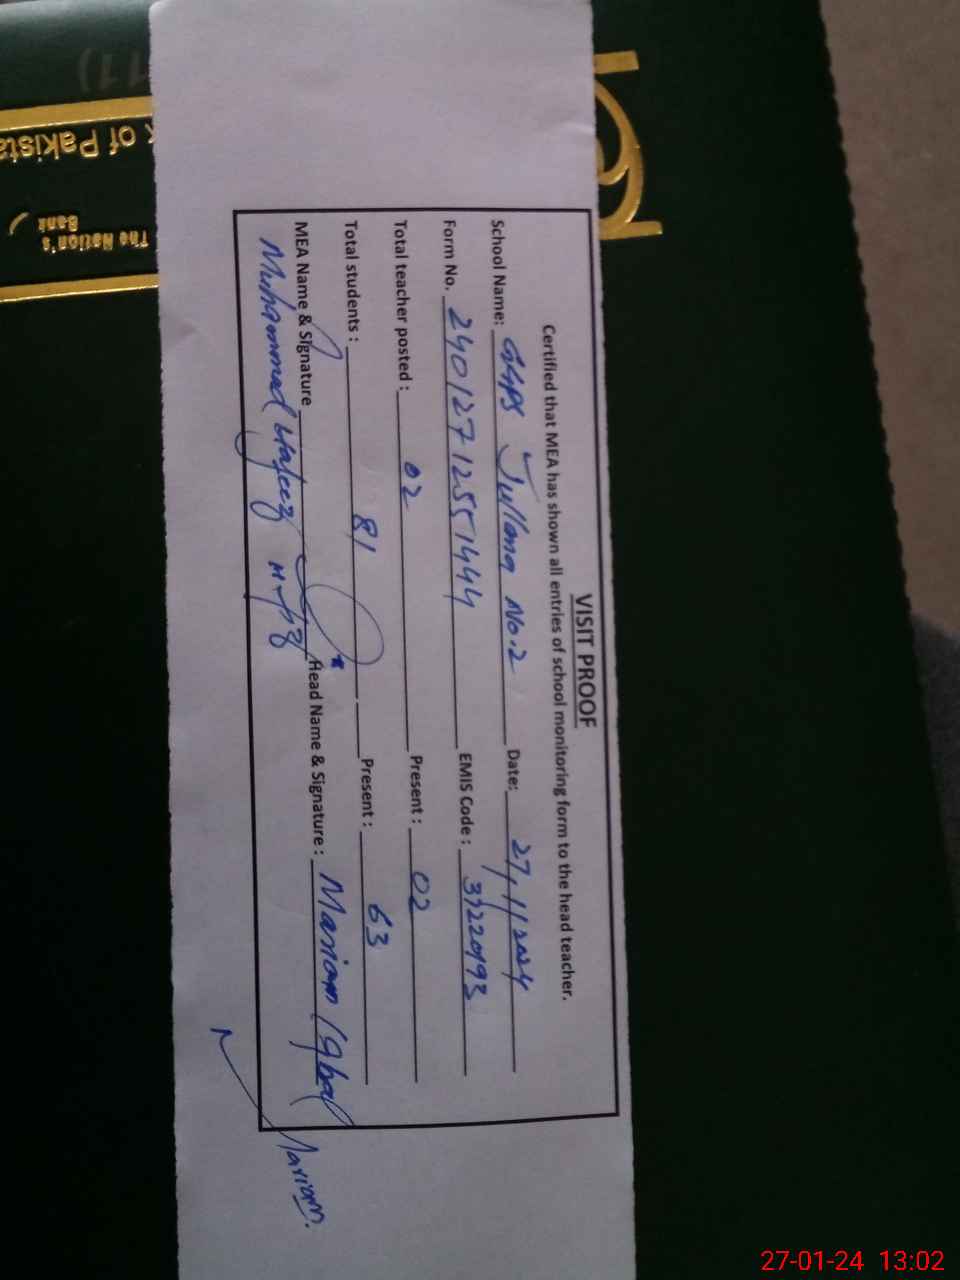 VISIT PROOF
Certified that MEA has shown all entries of school monitoring form to the head teacher.
School Name: GGPS Jullana No.2 Date: 27/1/2024
Form No. 24012712551444 EMIS Code : 37220193
Total teacher posted : 02 Present : 02
Total students : 81 Present : 63
MEA Name & Signature Head Name & Signature : Mariam Iqbal
Muhammad Hafeez
Mariam.
of Pakista
The Nation's
Bank
11)
27-01-24 13:02